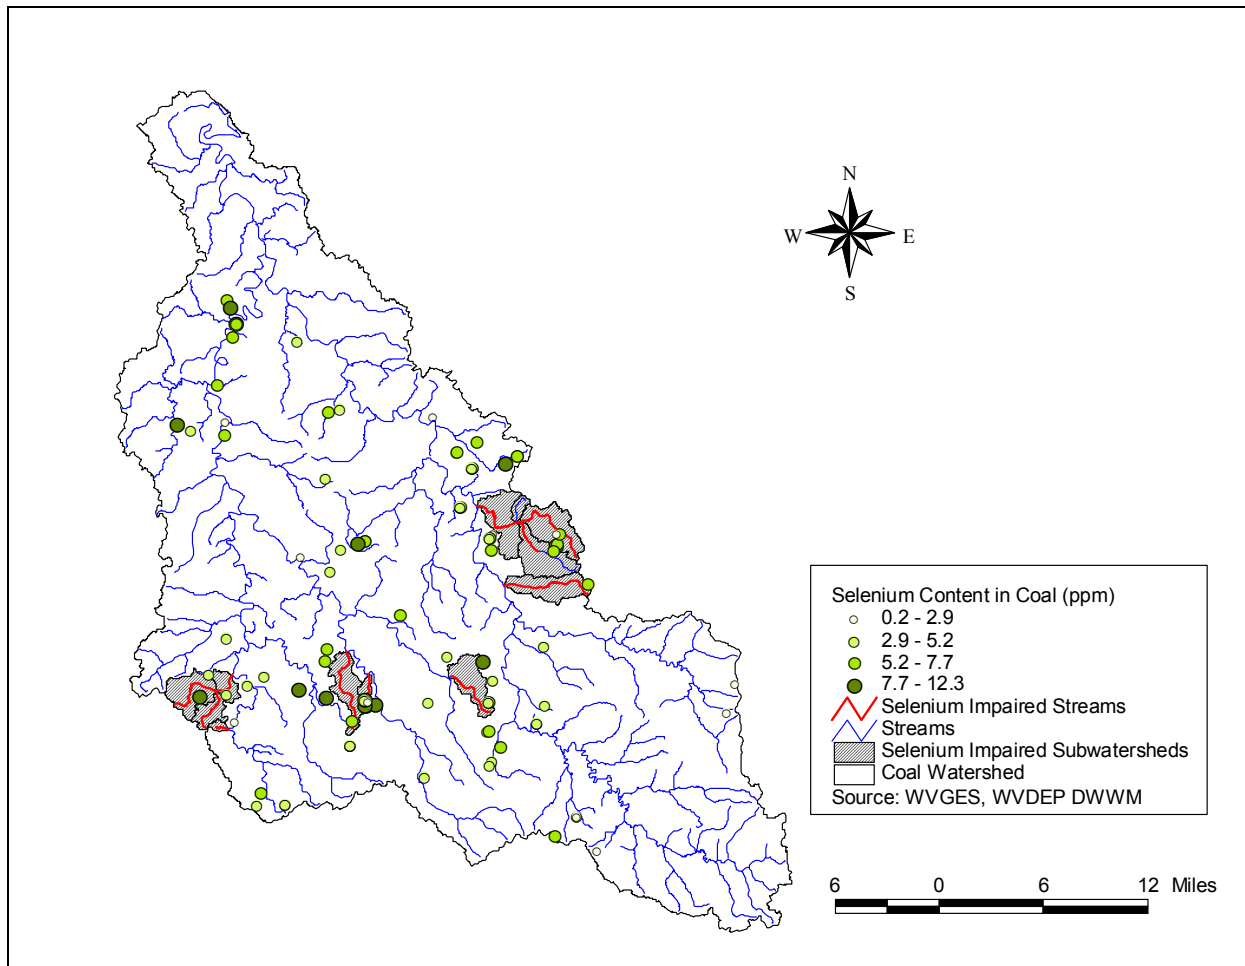 N
W E
S
Selenium Content in Coal (ppm)
0.2 - 2.9
2.9 - 5.2
5.2 - 7.7
7.7 - 12.3
Selenium Impaired Streams
Streams
Selenium Impaired Subwatersheds
Coal Watershed
Source: WVGES, WVDEP DWWM
6 0 6 12 Miles